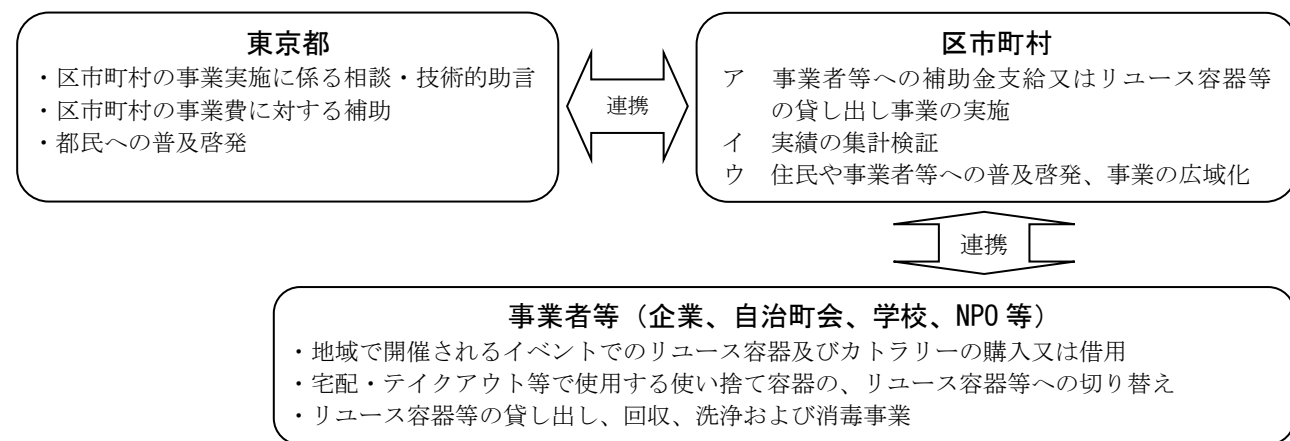 東京都
・区市町村の事業実施に係る相談・技術的助言
・区市町村の事業費に対する補助
・都民への普及啓発
連携
区市町村
ア　事業者等への補助金支給又はリユース容器等
の貸し出し事業の実施
イ　実績の集計検証
ウ　住民や事業者等への普及啓発、事業の広域化
連携
事業者等（企業、自治町会、学校、NPO 等）
・地域で開催されるイベントでのリユース容器及びカトラリーの購入又は借用
・宅配・テイクアウト等で使用する使い捨て容器の、リユース容器等への切り替え
・リユース容器等の貸し出し、回収、洗浄および消毒事業